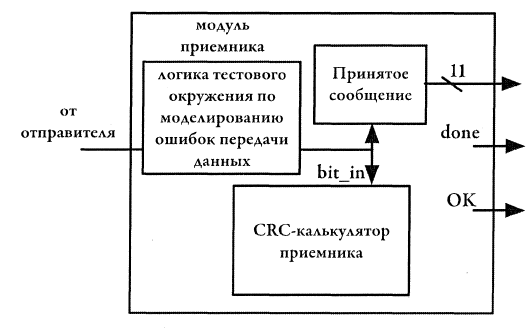 модуль
приемника
логика тестового
окружения по
моделированию
ошибок передачи
данных
Принятое
сообщение
11
от
отправителя
done
bit_in
OK
CRC-калькулятор
приемника